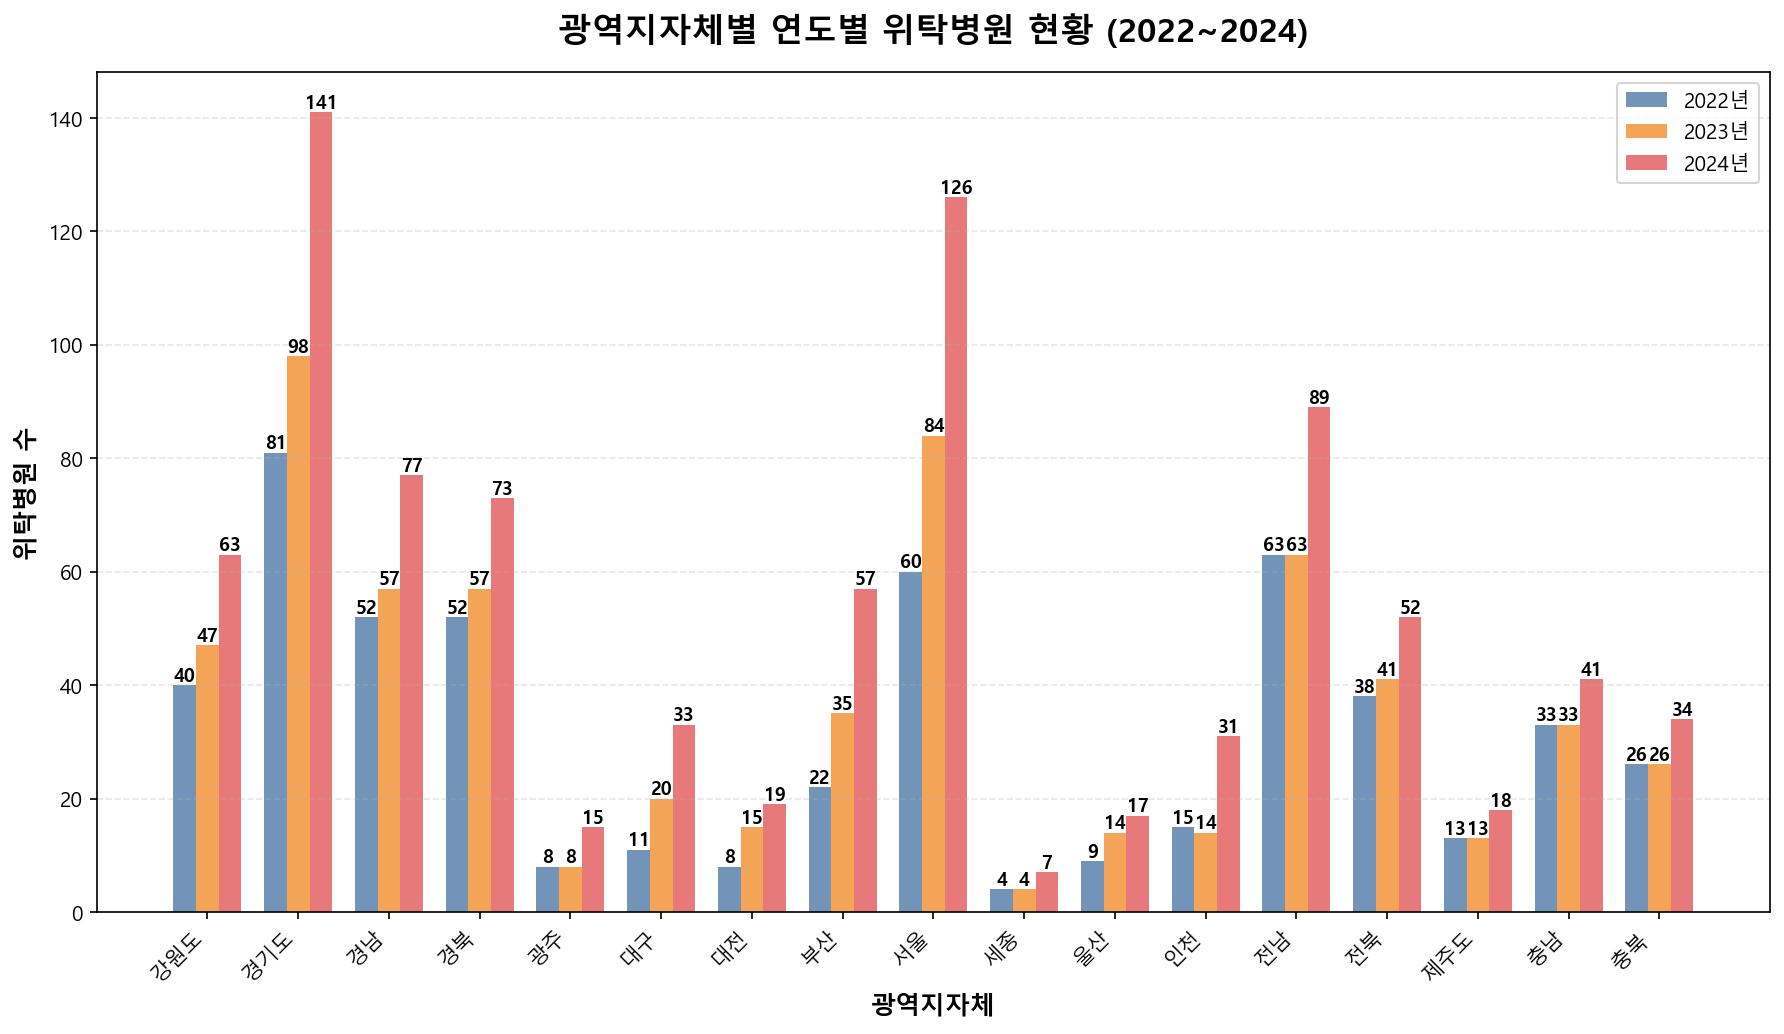 광역지자체별 연도별 위탁병원 현황 (2022~2024)
2022년
2023년
2024년
위탁병원 수
140
120
100
80
60
40
20
0
40 47 63
81 98 141
52 57 77
52 57 73
8 8 15
11 20 33
8 15 19
22 35 57
60 84 126
4 4 7
9 14 17
15 14 31
63 63 89
38 41 52
13 13 18
33 33 41
26 26 34
강원도 경기도 경남 경북 광주 대구 대전 부산 서울 세종 울산 인천 전남 전북 제주도 충남 충북
광역지자체